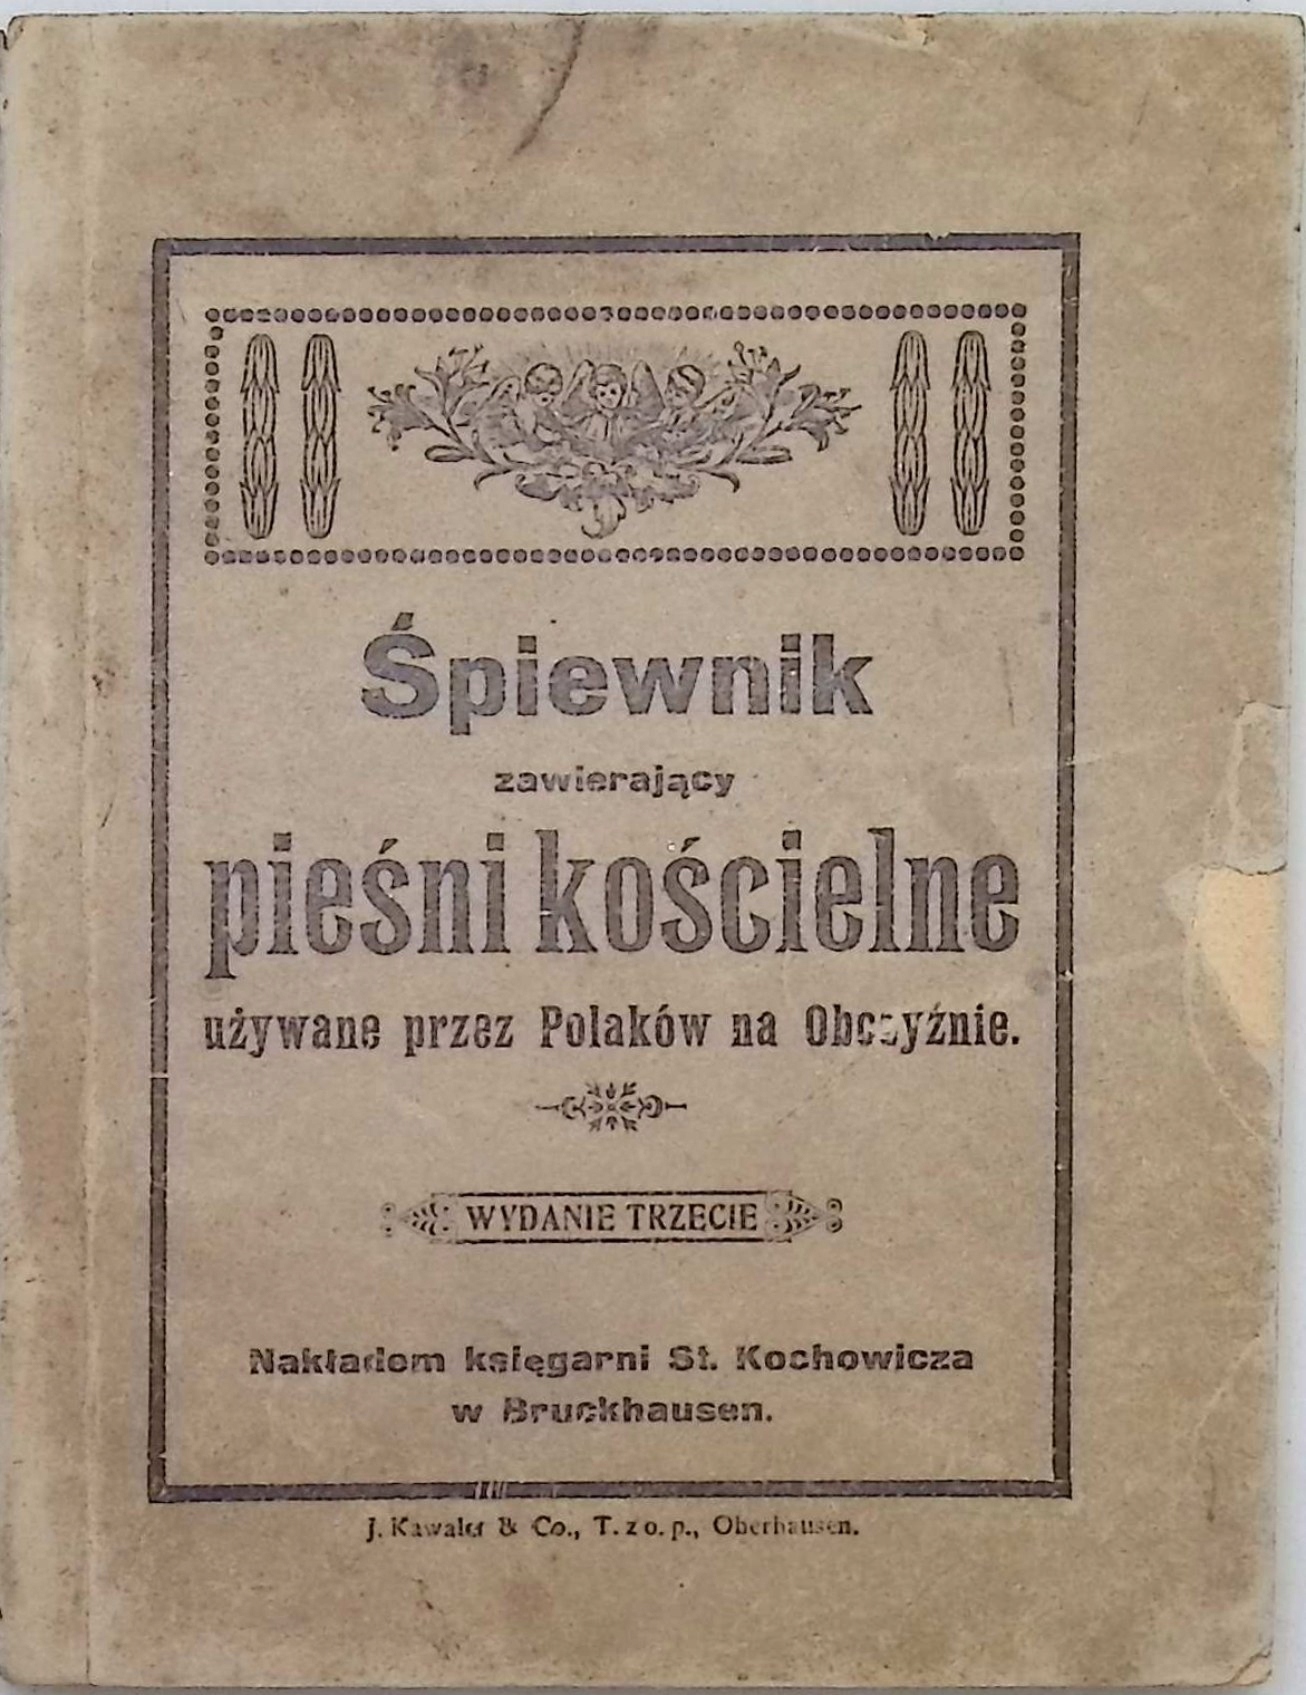 Śpiewnik
zawierający
pieśni kościelne
używane przez Polaków na Obczyźnie.
WYDANIE TRZECIE
Nakładem księgarni St. Kochowicza
w Bruckhausen.
J. Kawaler & Co., T. z o. p., Oberhausen.